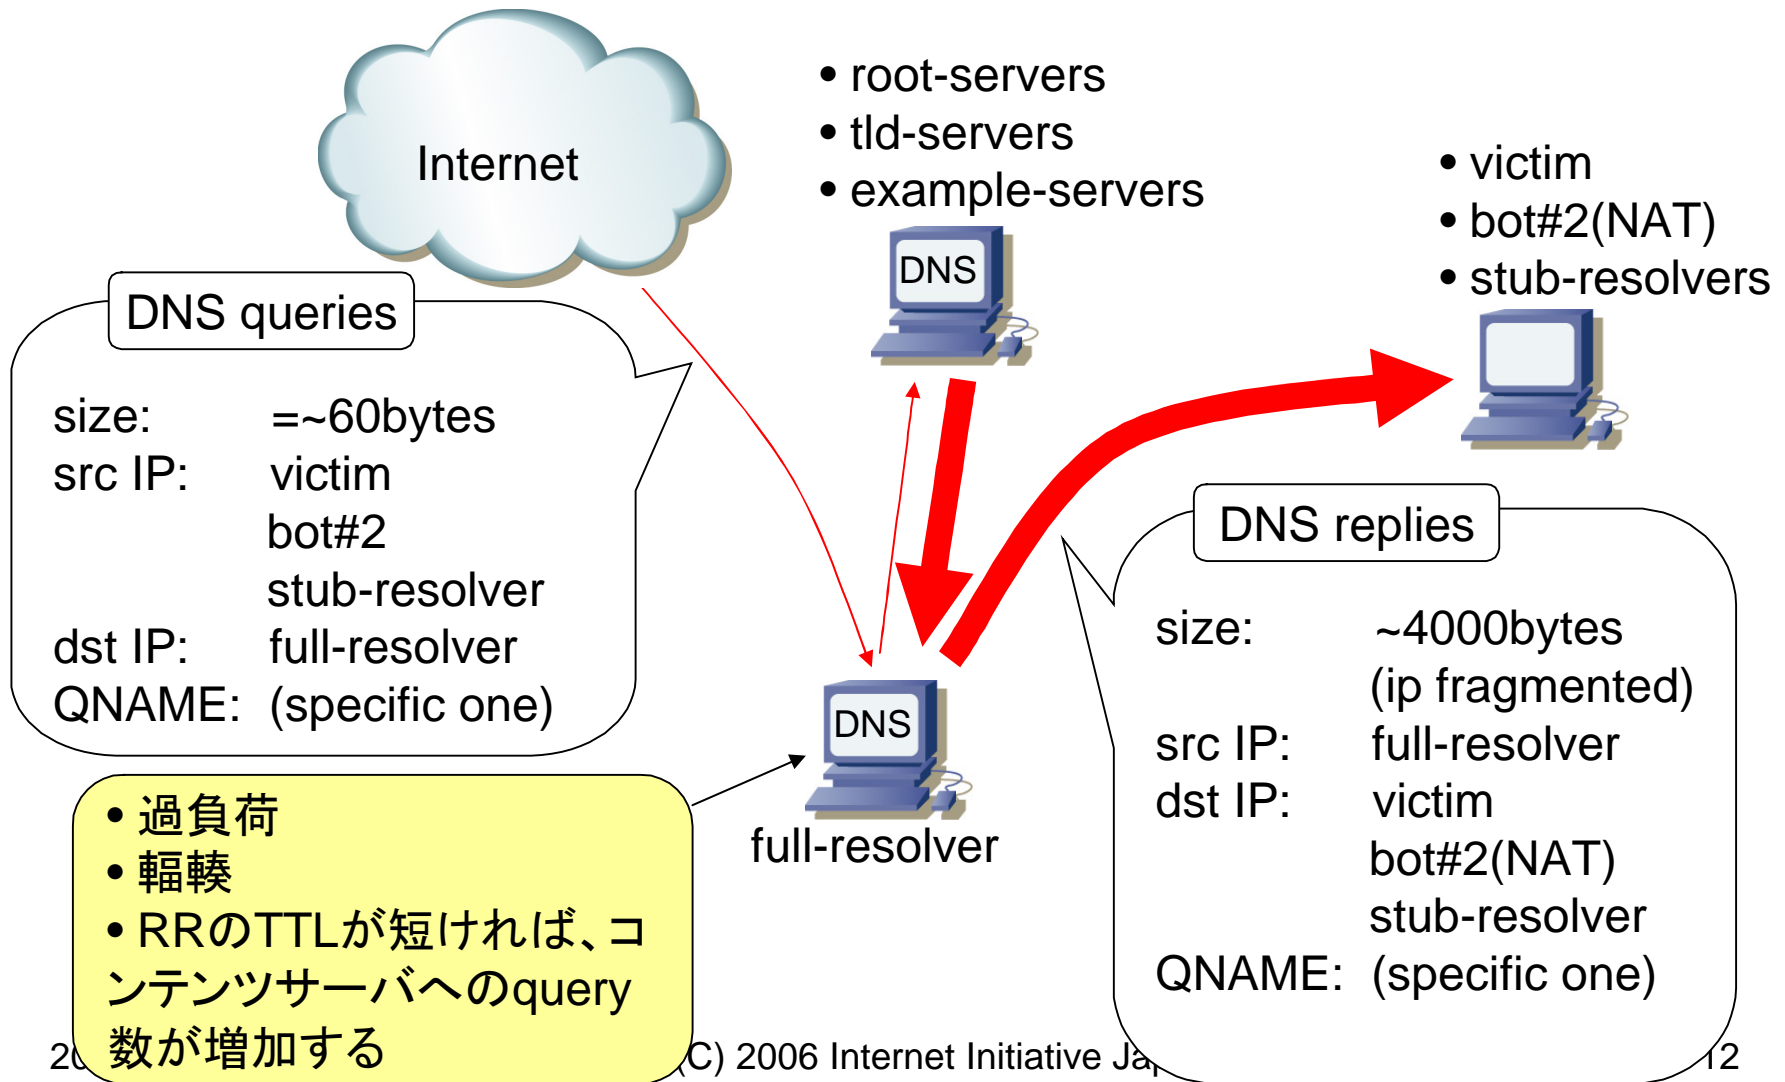 Internet
• root-servers
• tld-servers
• example-servers
DNS
• victim
• bot#2(NAT)
• stub-resolvers
DNS queries
size: =~60bytes
src IP: victim
bot#2
stub-resolver
dst IP: full-resolver
QNAME: (specific one)
DNS
full-resolver
• 過負荷
• 輻輳
• RRのTTLが短ければ、コ
ンテンツサーバへのquery
数が増加する
DNS replies
size: ~4000bytes
(ip fragmented)
src IP: full-resolver
dst IP: victim
bot#2(NAT)
stub-resolver
QNAME: (specific one)
(C) 2006 Internet Initiative
12